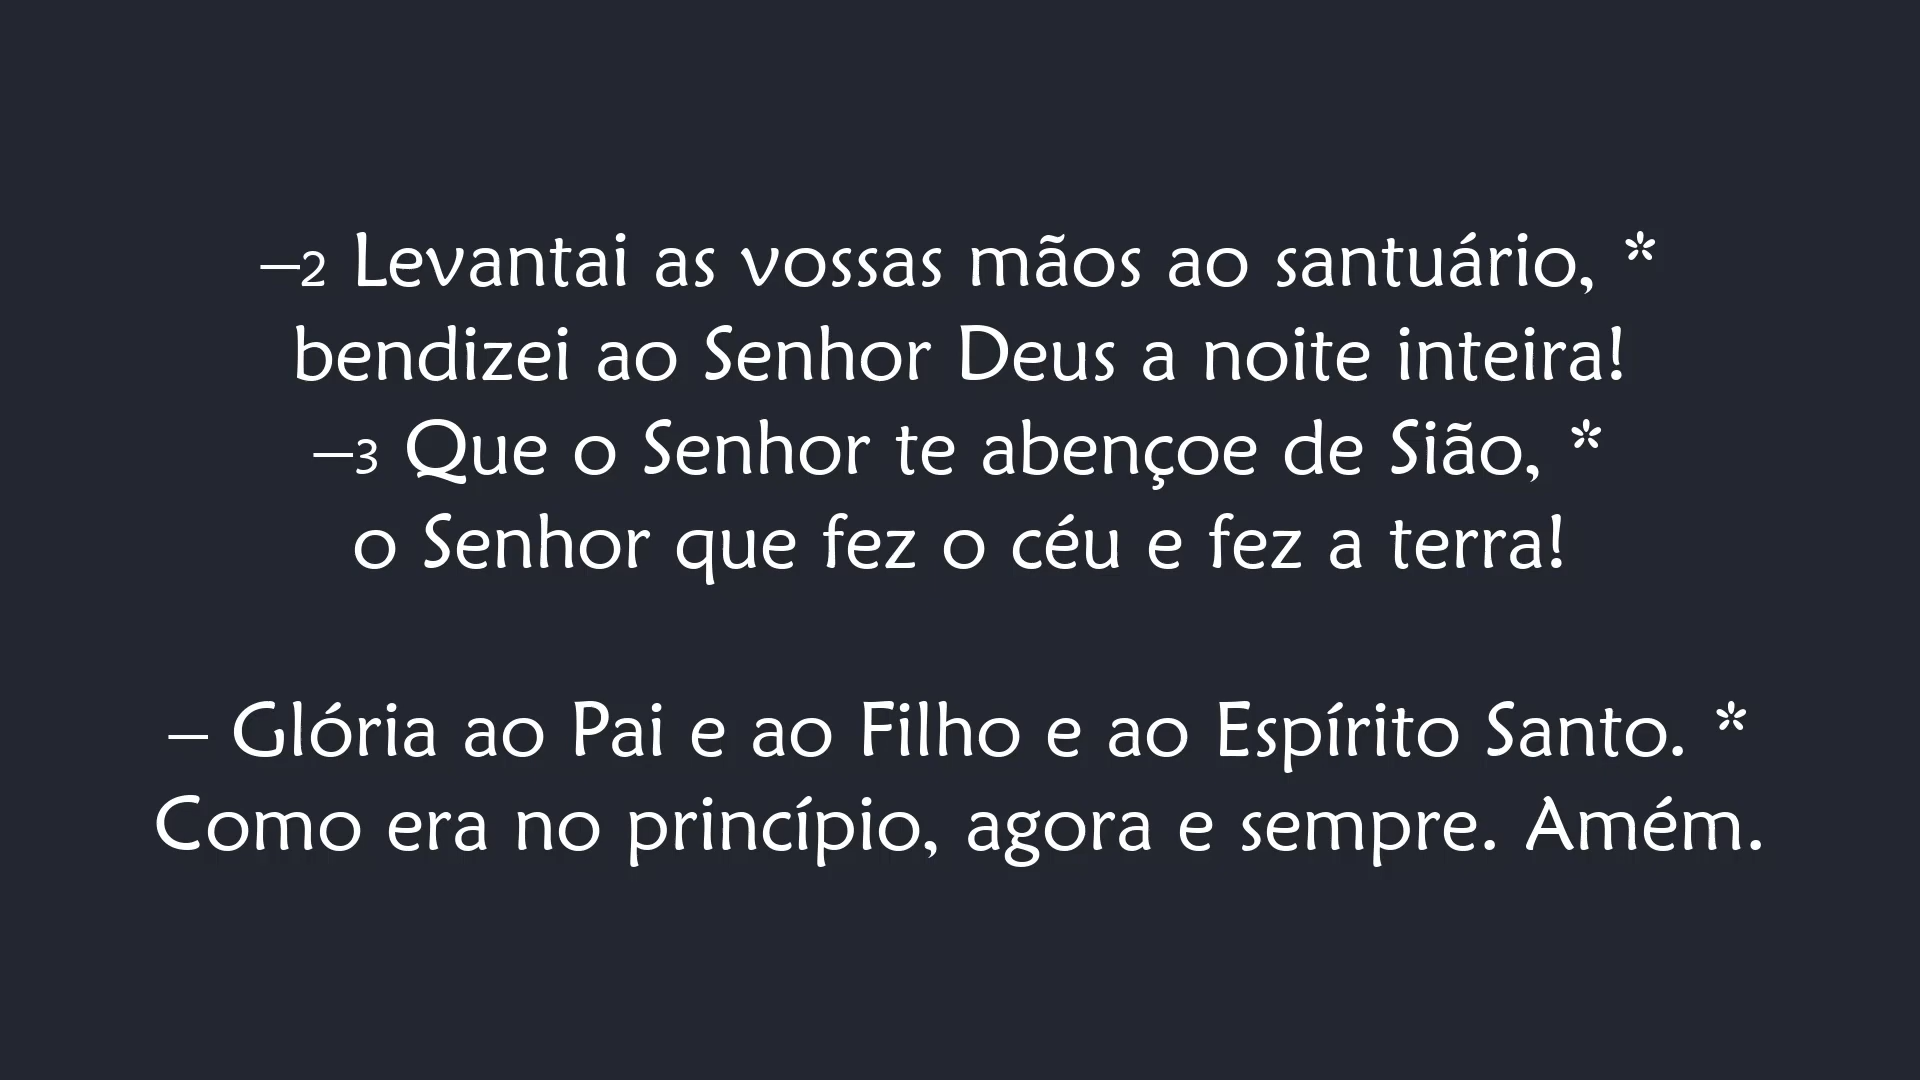 –2 Levantai as vossas mãos ao santuário, *
bendizei ao Senhor Deus a noite inteira!
–3 Que o Senhor te abençoe de Sião, *
o Senhor que fez o céu e fez a terra!
– Glória ao Pai e ao Filho e ao Espírito Santo. *
Como era no princípio, agora e sempre. Amém.